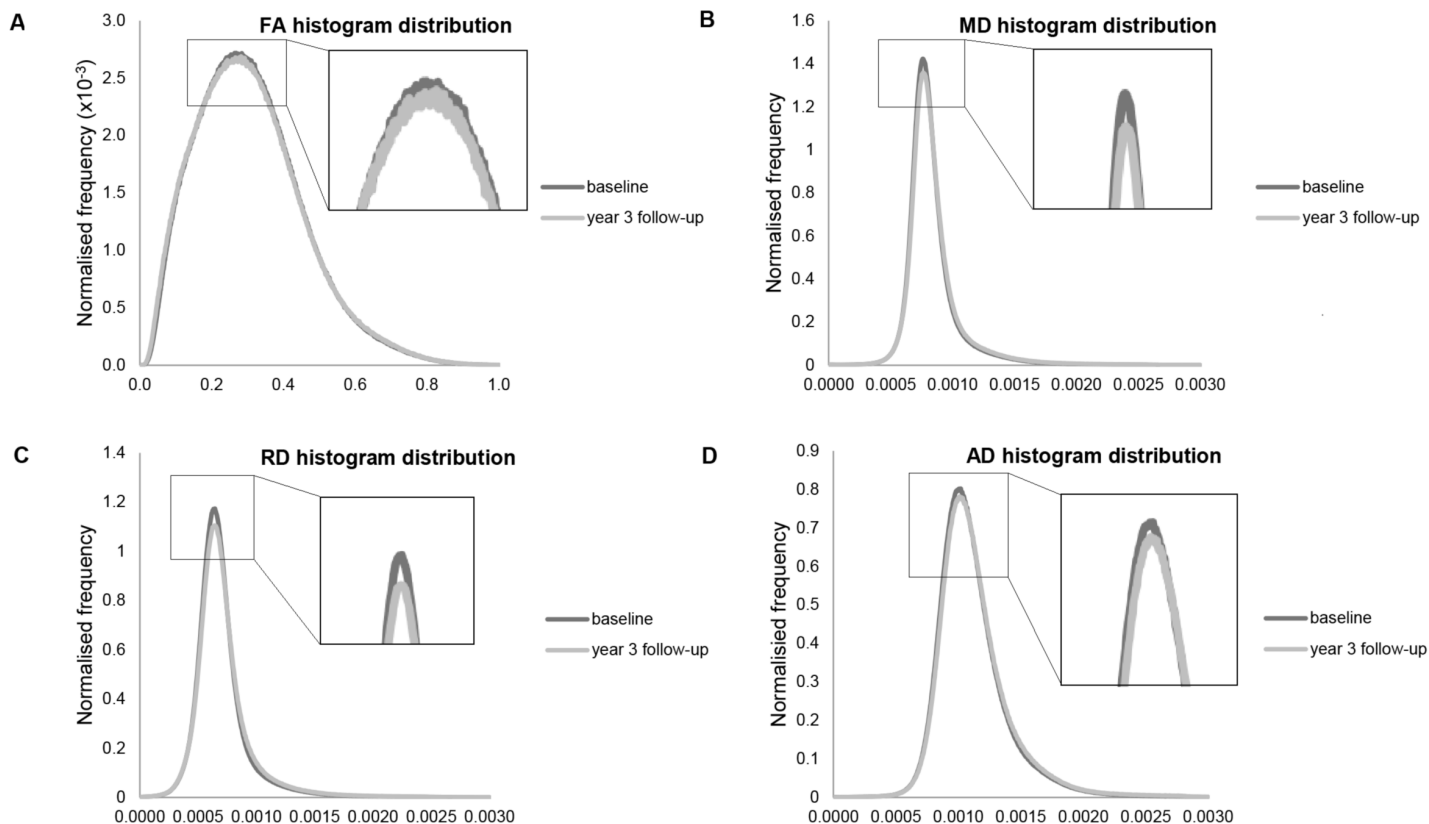 A
FA histogram distribution
Normalised frequency (x10-3)
3.0
2.5
2.0
1.5
1.0
0.5
0.0
0.0 0.2 0.4 0.6 0.8 1.0
baseline
year 3 follow-up
B
MD histogram distribution
Normalised frequency
1.6
1.4
1.2
1
0.8
0.6
0.4
0.2
0
0.0000 0.0005 0.0010 0.0015 0.0020 0.0025 0.0030
baseline
year 3 follow-up
C
RD histogram distribution
Normalised frequency
1.4
1.2
1
0.8
0.6
0.4
0.2
0
0.0000 0.0005 0.0010 0.0015 0.0020 0.0025 0.0030
baseline
year 3 follow-up
D
AD histogram distribution
Normalisied frequency
0.9
0.8
0.7
0.6
0.5
0.4
0.3
0.2
0.1
0
0.0000 0.0005 0.0010 0.0015 0.0020 0.0025 0.0030
baseline
year 3 follow-up